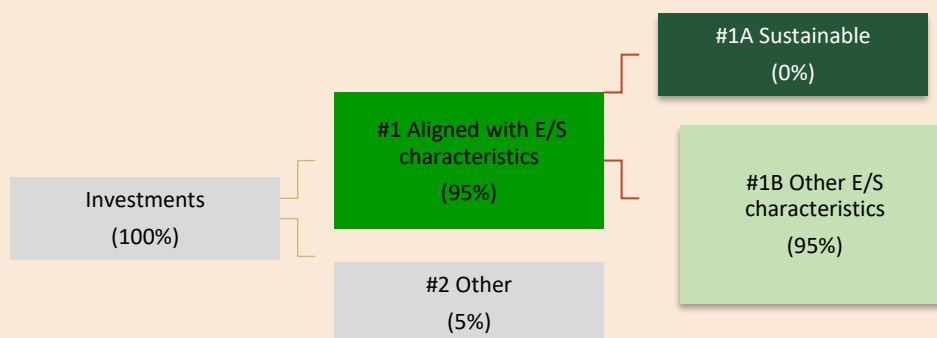 #1A Sustainable
(0%)
#1 Aligned with E/S
characteristics
(95%)
#1B Other E/S
characteristics
(95%)
Investments
(100%)
#2 Other
(5%)